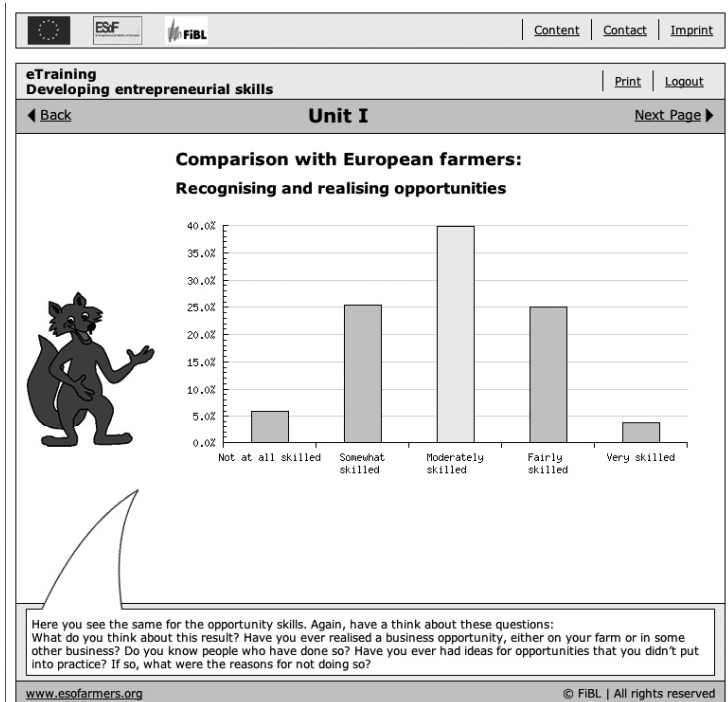 ESoF
FiBL
Content
Contact
Imprint
eTraining
Developing entrepreneurial skills
Print
Logout
Back
Unit I
Next Page
Comparison with European farmers:
Recognising and realising opportunities
40.0%
35.0%
30.0%
25.0%
20.0%
15.0%
10.0%
5.0%
0.0%
Not at all skilled
Somewhat
skilled
Moderately
skilled
Fairly
skilled
Very skilled
Here you see the same for the opportunity skills. Again, have a think about these questions:
What do you think about this result? Have you ever realised a business opportunity, either on your farm or in some
other business? Do you know people who have done so? Have you ever had ideas for opportunities that you didn't put
into practice? If so, what were the reasons for not doing so?
www.esofarmers.org
© FiBL | All rights reserved